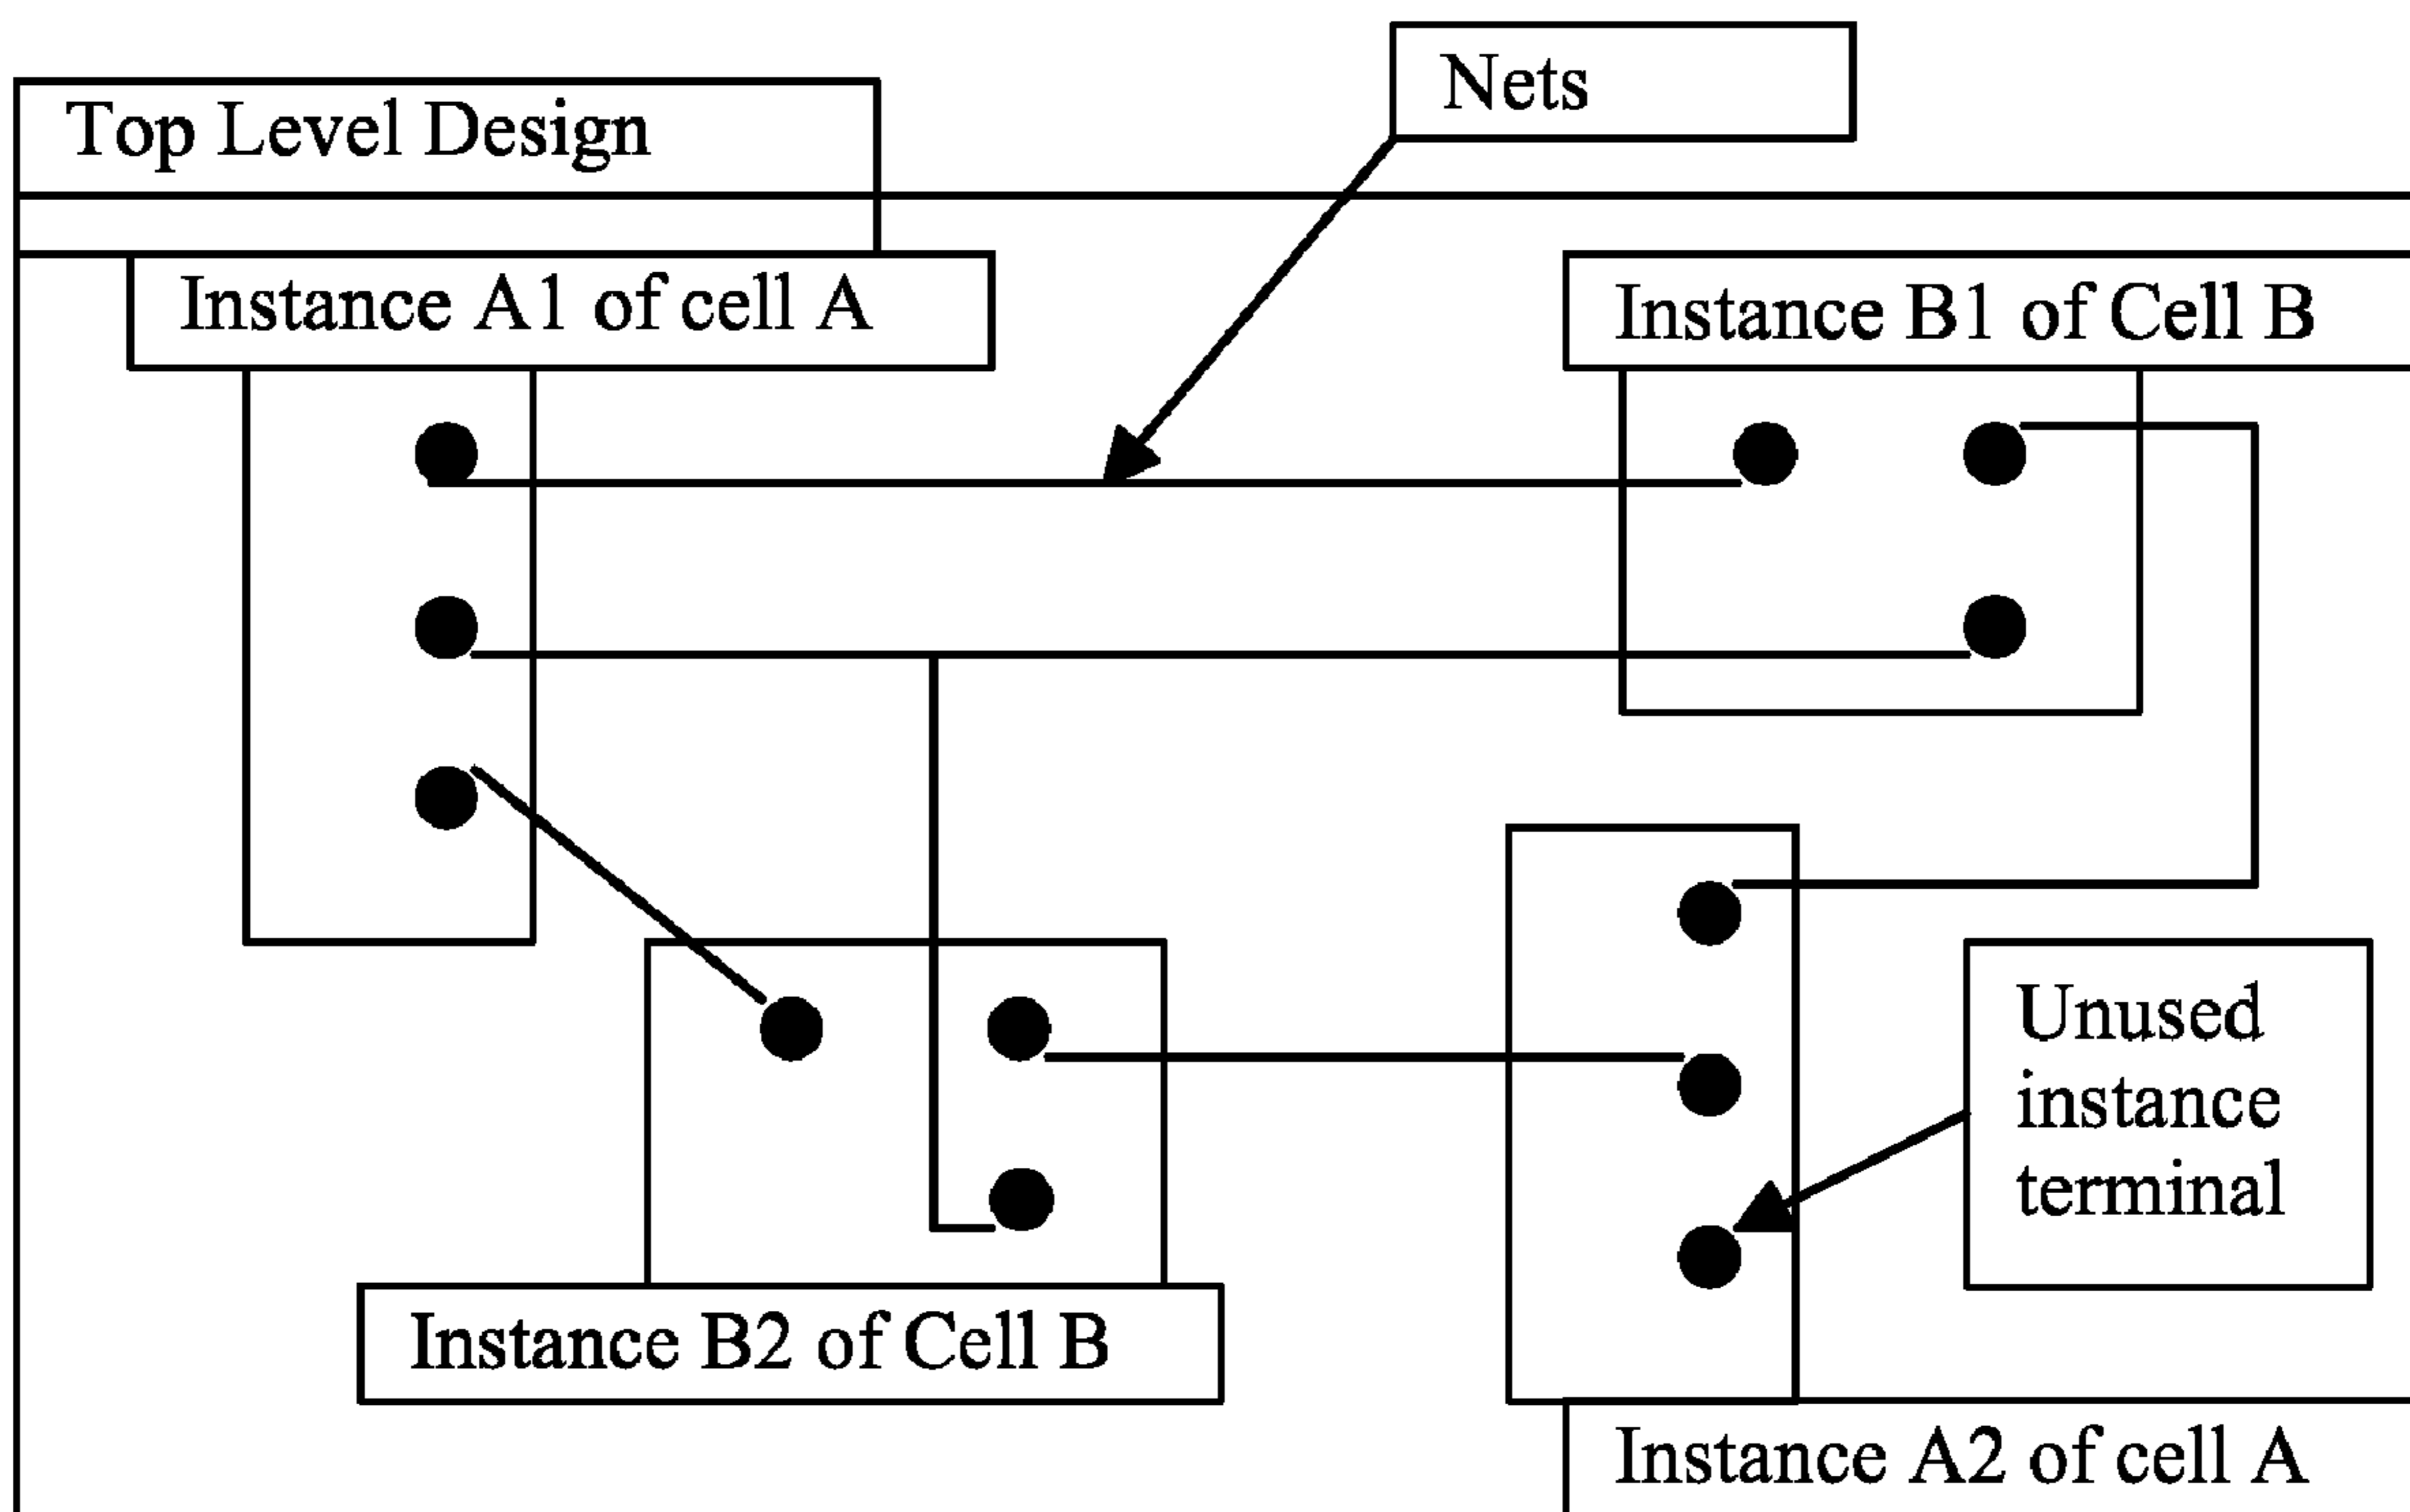 Nets
Top Level Design
Instance A1 of cell A
Instance B1 of Cell B
Unused
instance
terminal
Instance B2 of Cell B
Instance A2 of cell A